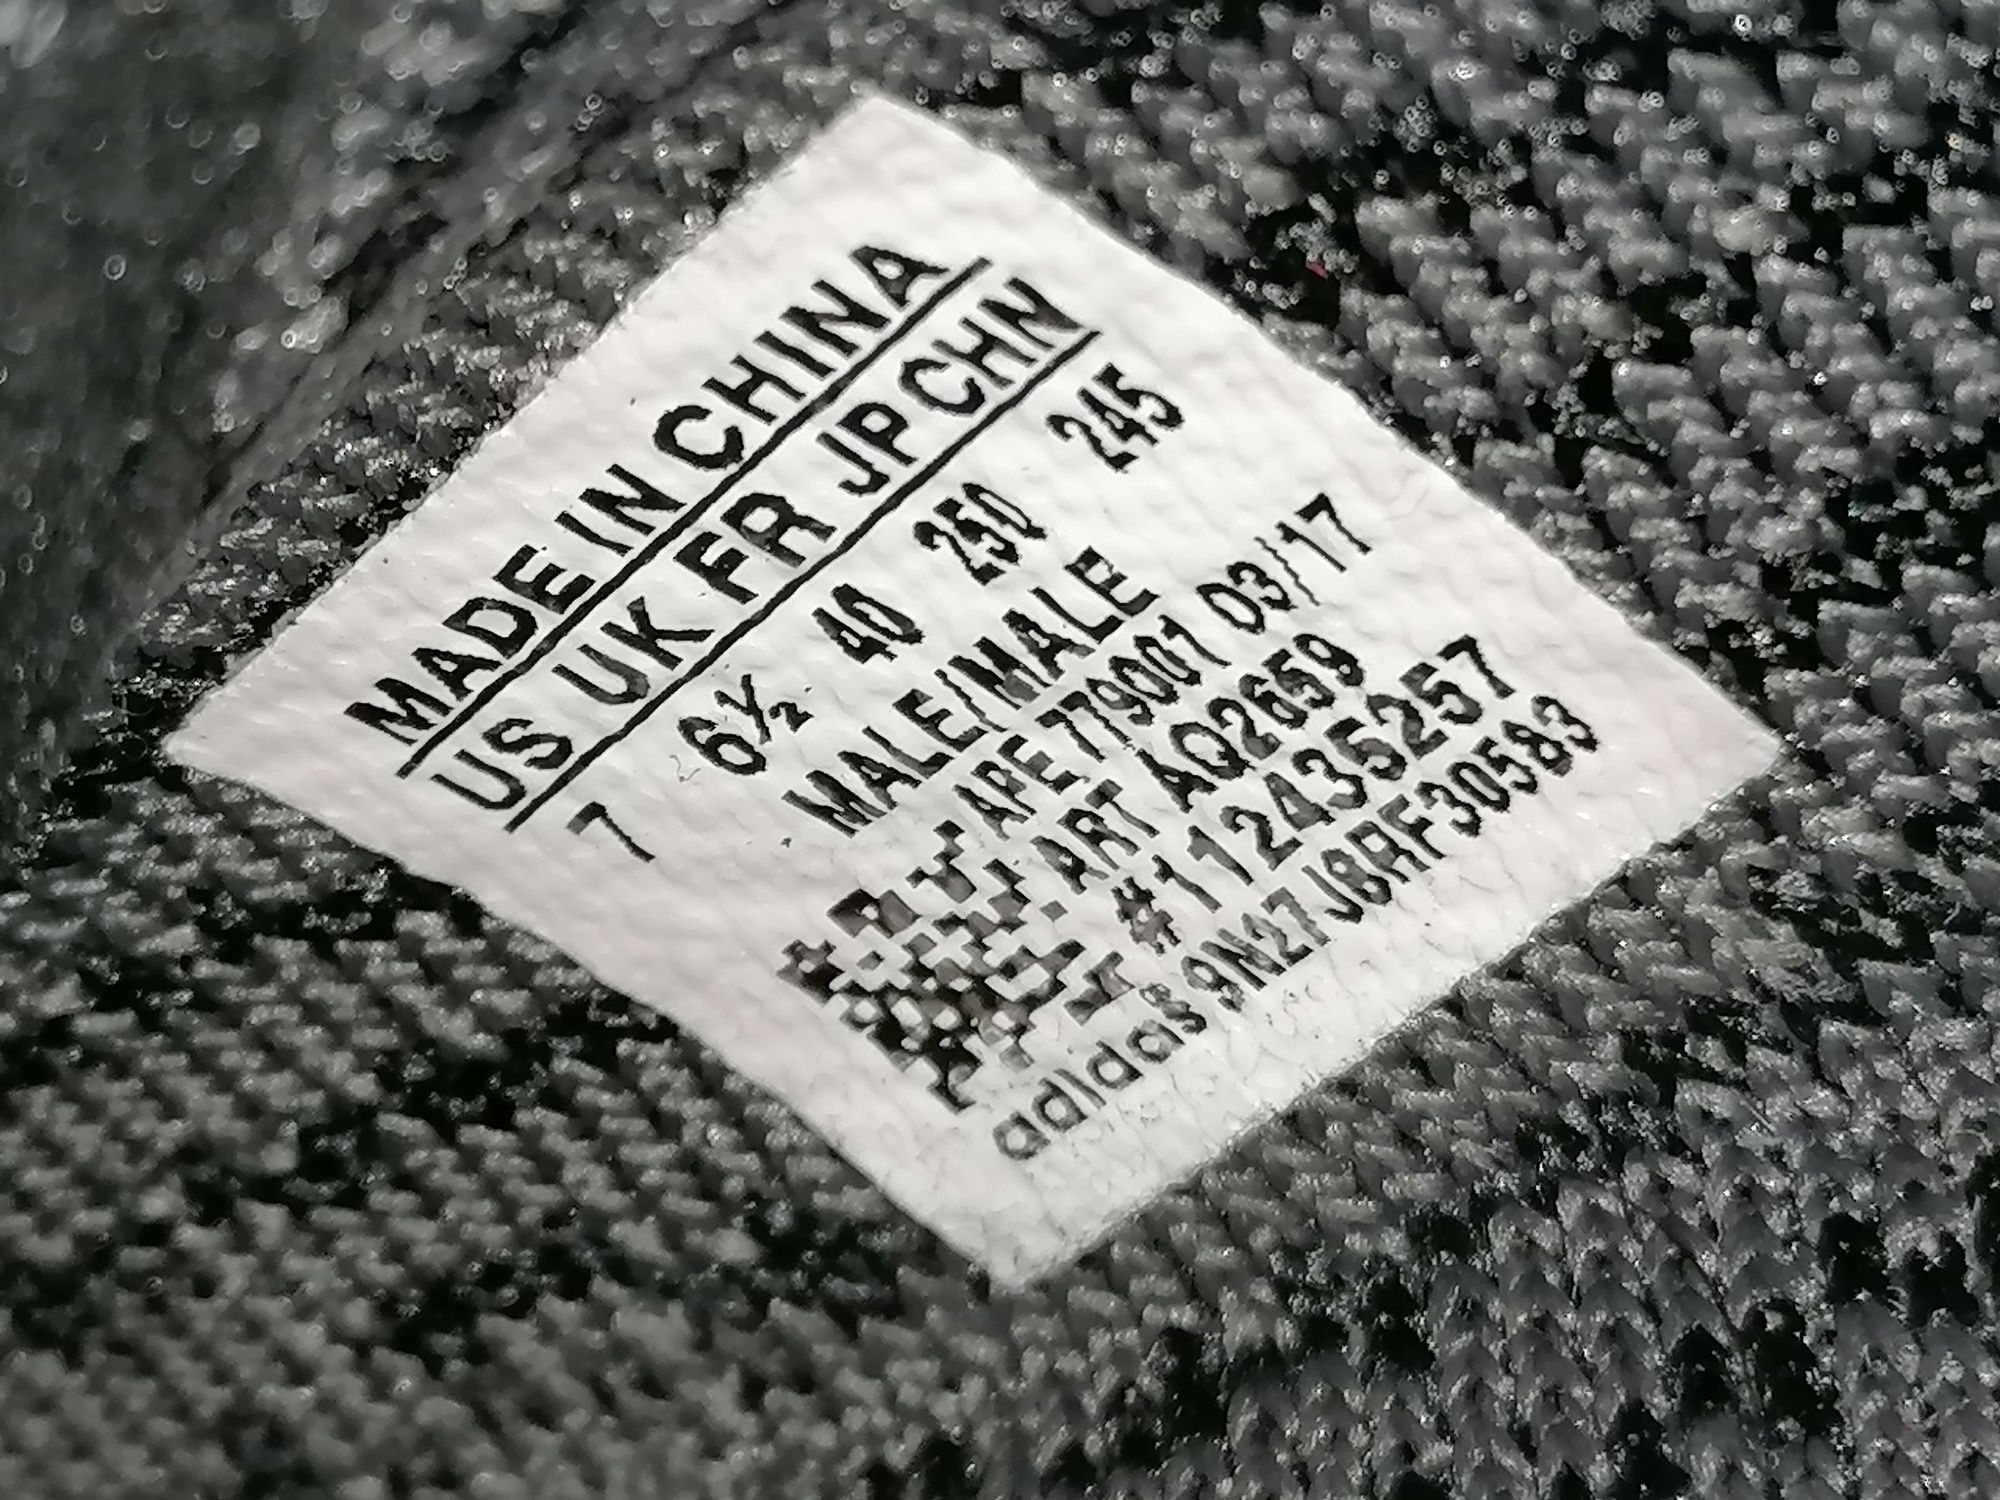 MADE IN CHINA
US UK FR JP CHN
7 6½ 40 250 245
MALE/MALE
APE 779001 03/17
ART AQ2659
#112435257
adidas 9N27J8RF30583